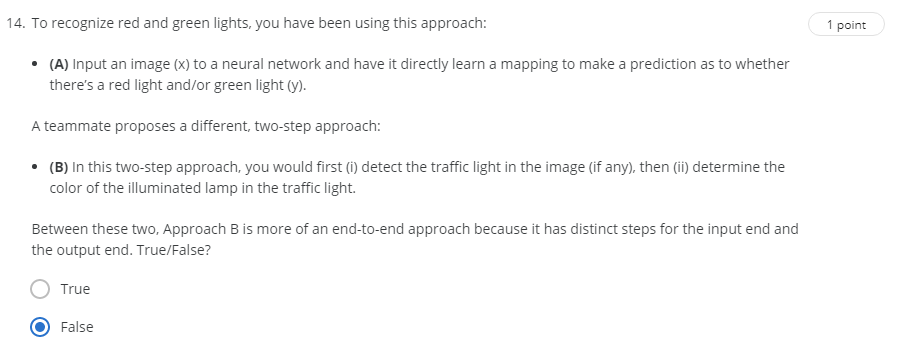 14. To recognize red and green lights, you have been using this approach:
1 point
• (A) Input an image (x) to a neural network and have it directly learn a mapping to make a prediction as to whether
there's a red light and/or green light (y).
A teammate proposes a different, two-step approach:
• (B) In this two-step approach, you would first (i) detect the traffic light in the image (if any), then (ii) determine the
color of the illuminated lamp in the traffic light.
Between these two, Approach B is more of an end-to-end approach because it has distinct steps for the input end and
the output end. True/False?
True
False